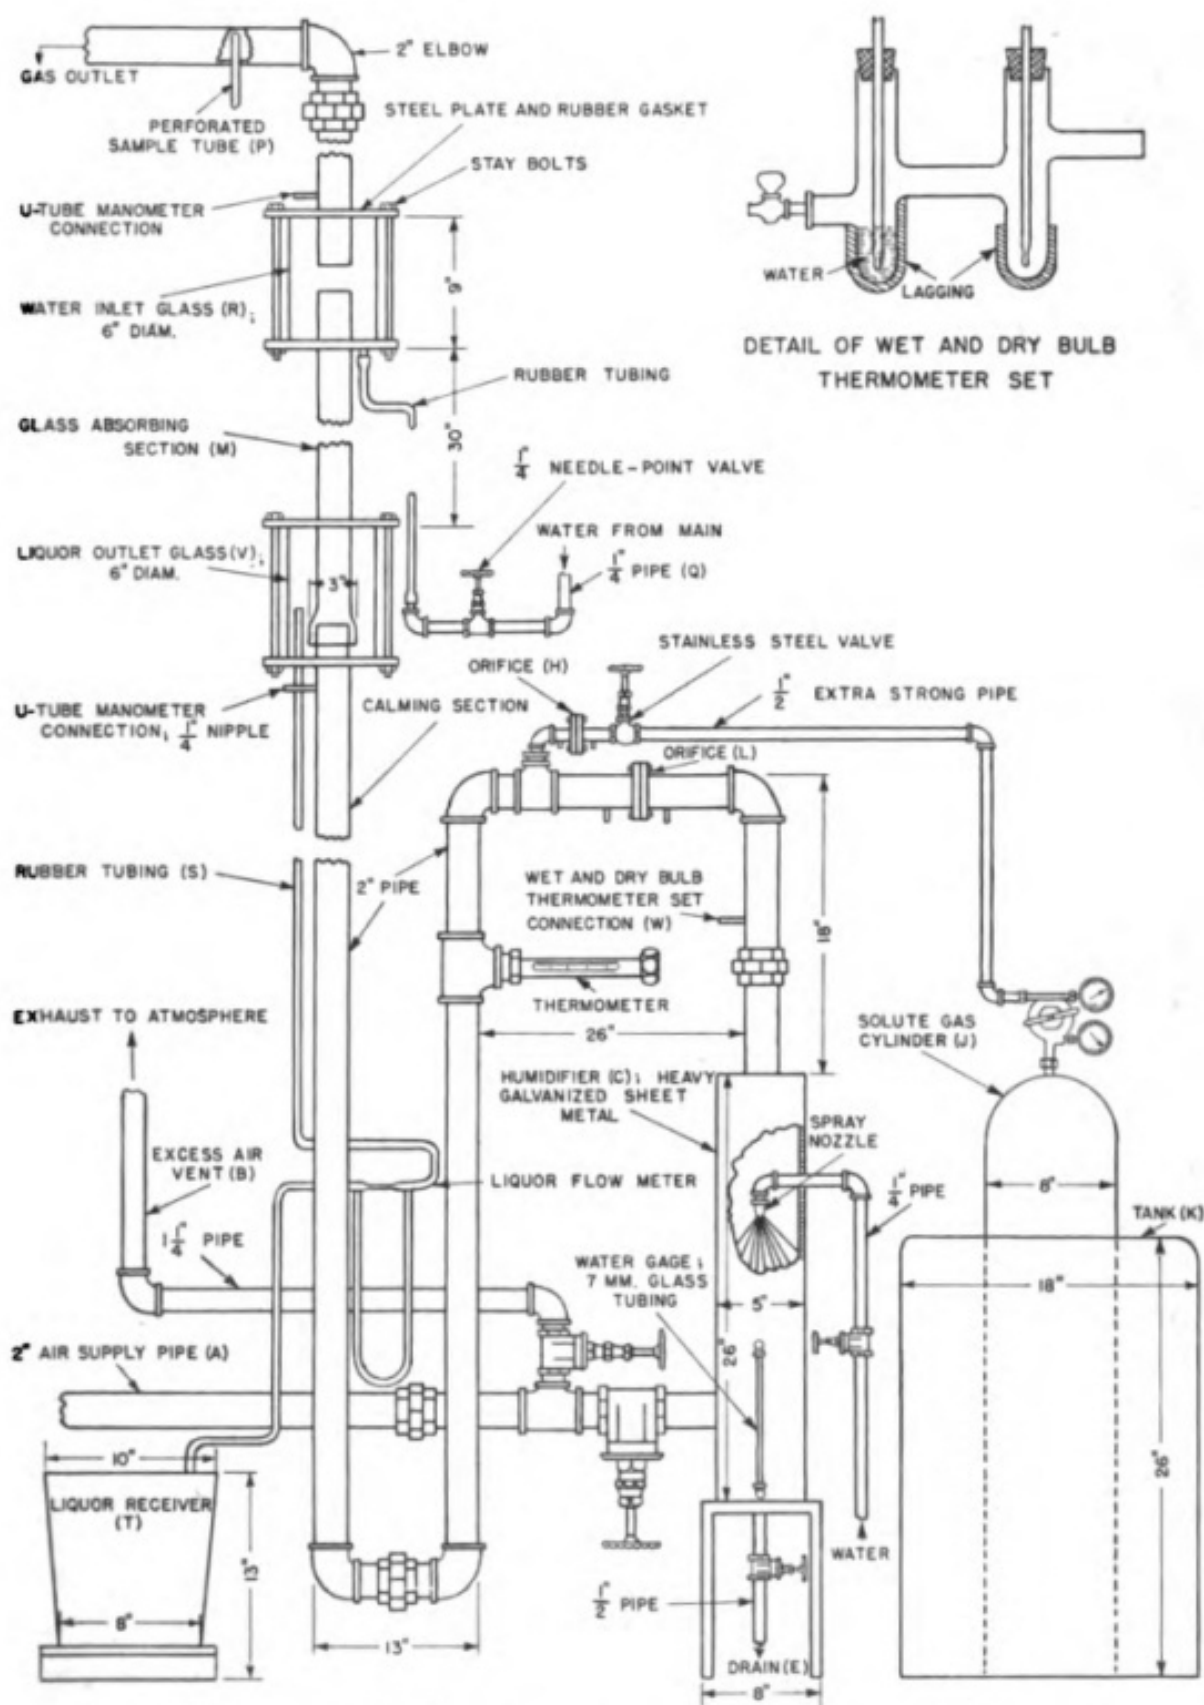 2" ELBOW
GAS OUTLET
PERFORATED
SAMPLE TUBE (P)
STEEL PLATE AND RUBBER GASKET
STAY BOLTS
U-TUBE MANOMETER
CONNECTION
WATER INLET GLASS (R);
6" DIAM.
9"
RUBBER TUBING
GLASS ABSORBING
SECTION (M)
30"
WATER
LAGGING
DETAIL OF WET AND DRY BULB
THERMOMETER SET
1/4" NEEDLE-POINT VALVE
WATER FROM MAIN
1/4" PIPE (Q)
LIQUOR OUTLET GLASS (V);
6" DIAM.
3"
STAINLESS STEEL VALVE
ORIFICE (H)
1/2" EXTRA STRONG PIPE
U-TUBE MANOMETER
CONNECTION; 1/4" NIPPLE
CALMING SECTION
ORIFICE (L)
RUBBER TUBING (S)
2" PIPE
WET AND DRY BULB
THERMOMETER SET
CONNECTION (W)
18"
THERMOMETER
26"
EXHAUST TO ATMOSPHERE
SOLUTE GAS
CYLINDER (J)
HUMIDIFIER (C); HEAVY
GALVANIZED SHEET
METAL
SPRAY
NOZZLE
EXCESS AIR
VENT (B)
LIQUOR FLOW METER
1/4" PIPE
8"
TANK (K)
1 1/4" PIPE
WATER GAGE;
7 MM. GLASS
TUBING
18"
5"
26"
2" AIR SUPPLY PIPE (A)
10"
LIQUOR RECEIVER
(T)
13"
8"
26"
WATER
1/2" PIPE
13"
DRAIN (E)
8"